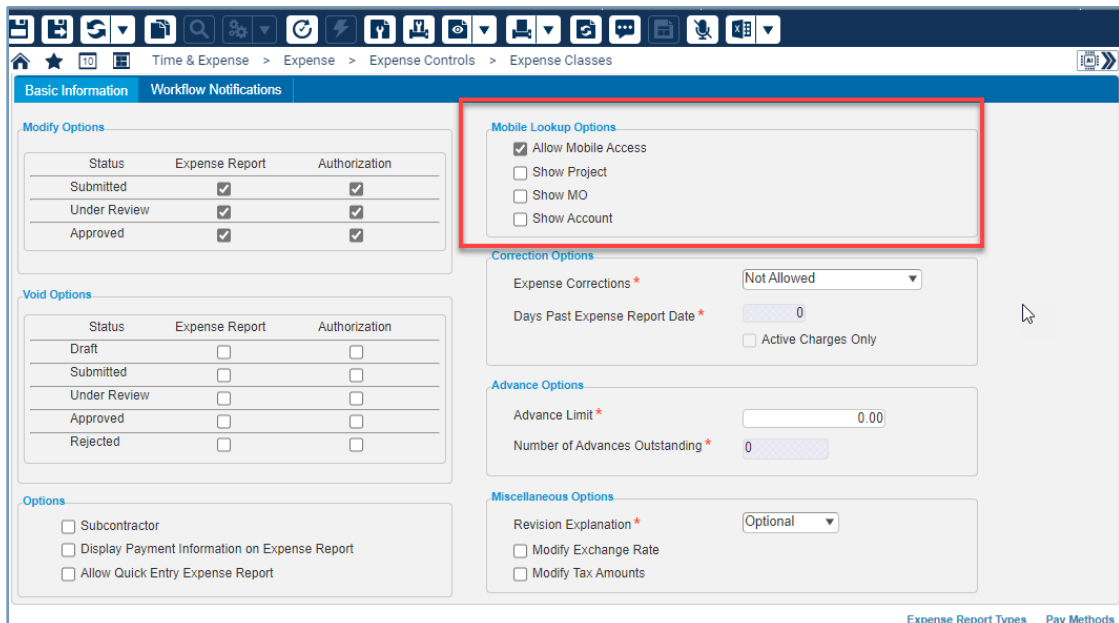 10
Time & Expense > Expense > Expense Controls > Expense Classes
AI
Basic Information Workflow Notifications
Modify Options
Status Expense Report Authorization
Submitted
Under Review
Approved
Void Options
Status Expense Report Authorization
Draft
Submitted
Under Review
Approved
Rejected
Options
Subcontractor
Display Payment Information on Expense Report
Allow Quick Entry Expense Report
Mobile Lookup Options
Allow Mobile Access
Show Project
Show MO
Show Account
Correction Options
Expense Corrections * Not Allowed
Days Past Expense Report Date * 0
Active Charges Only
Advance Options
Advance Limit * 0.00
Number of Advances Outstanding * 0
Miscellaneous Options
Revision Explanation * Optional
Modify Exchange Rate
Modify Tax Amounts
Expense Report Types Pay Methods